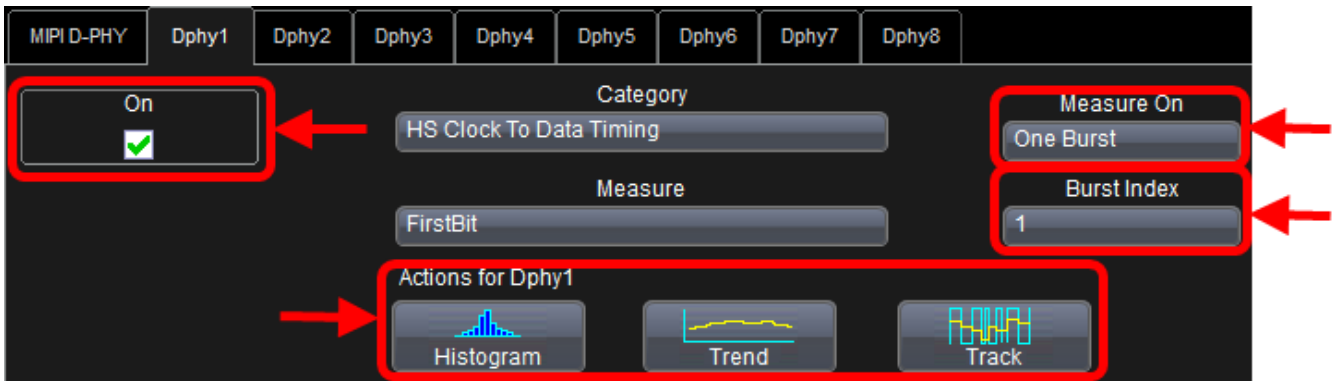 MIPI D-PHY
Dphy1
Dphy2
Dphy3
Dphy4
Dphy5
Dphy6
Dphy7
Dphy8
On
Category
HS Clock To Data Timing
Measure On
One Burst
Measure
FirstBit
Burst Index
1
Actions for Dphy1
Histogram
Trend
Track